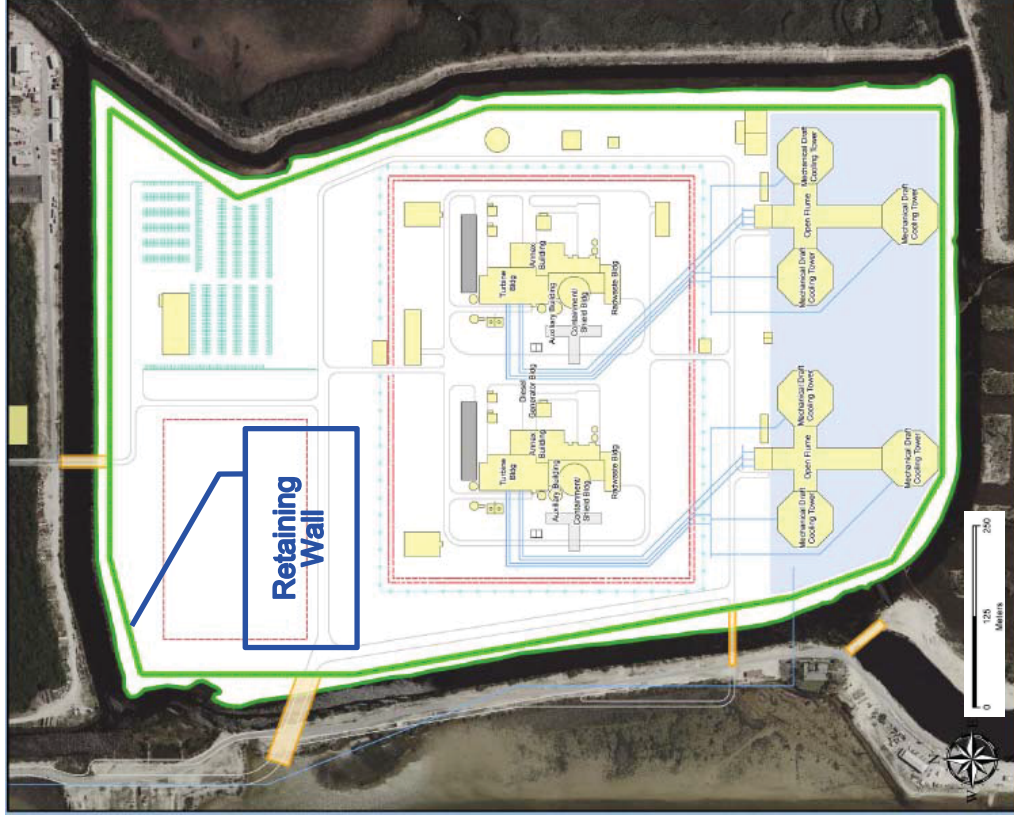 Retaining
Wall
Turbine
Bldg
Annex
Building
Auxiliary Building
Containment/
Shield Bldg
Radwaste Bldg
Diesel
Generator Bldg
Turbine
Bldg
Annex
Building
Auxiliary Building
Containment/
Shield Bldg
Radwaste Bldg
Mechanical Draft
Cooling Tower
Open Flume
Mechanical Draft
Cooling Tower
Mechanical Draft
Cooling Tower
Mechanical Draft
Cooling Tower
Open Flume
Mechanical Draft
Cooling Tower
Mechanical Draft
Cooling Tower
0 125 250
Meters
N
W